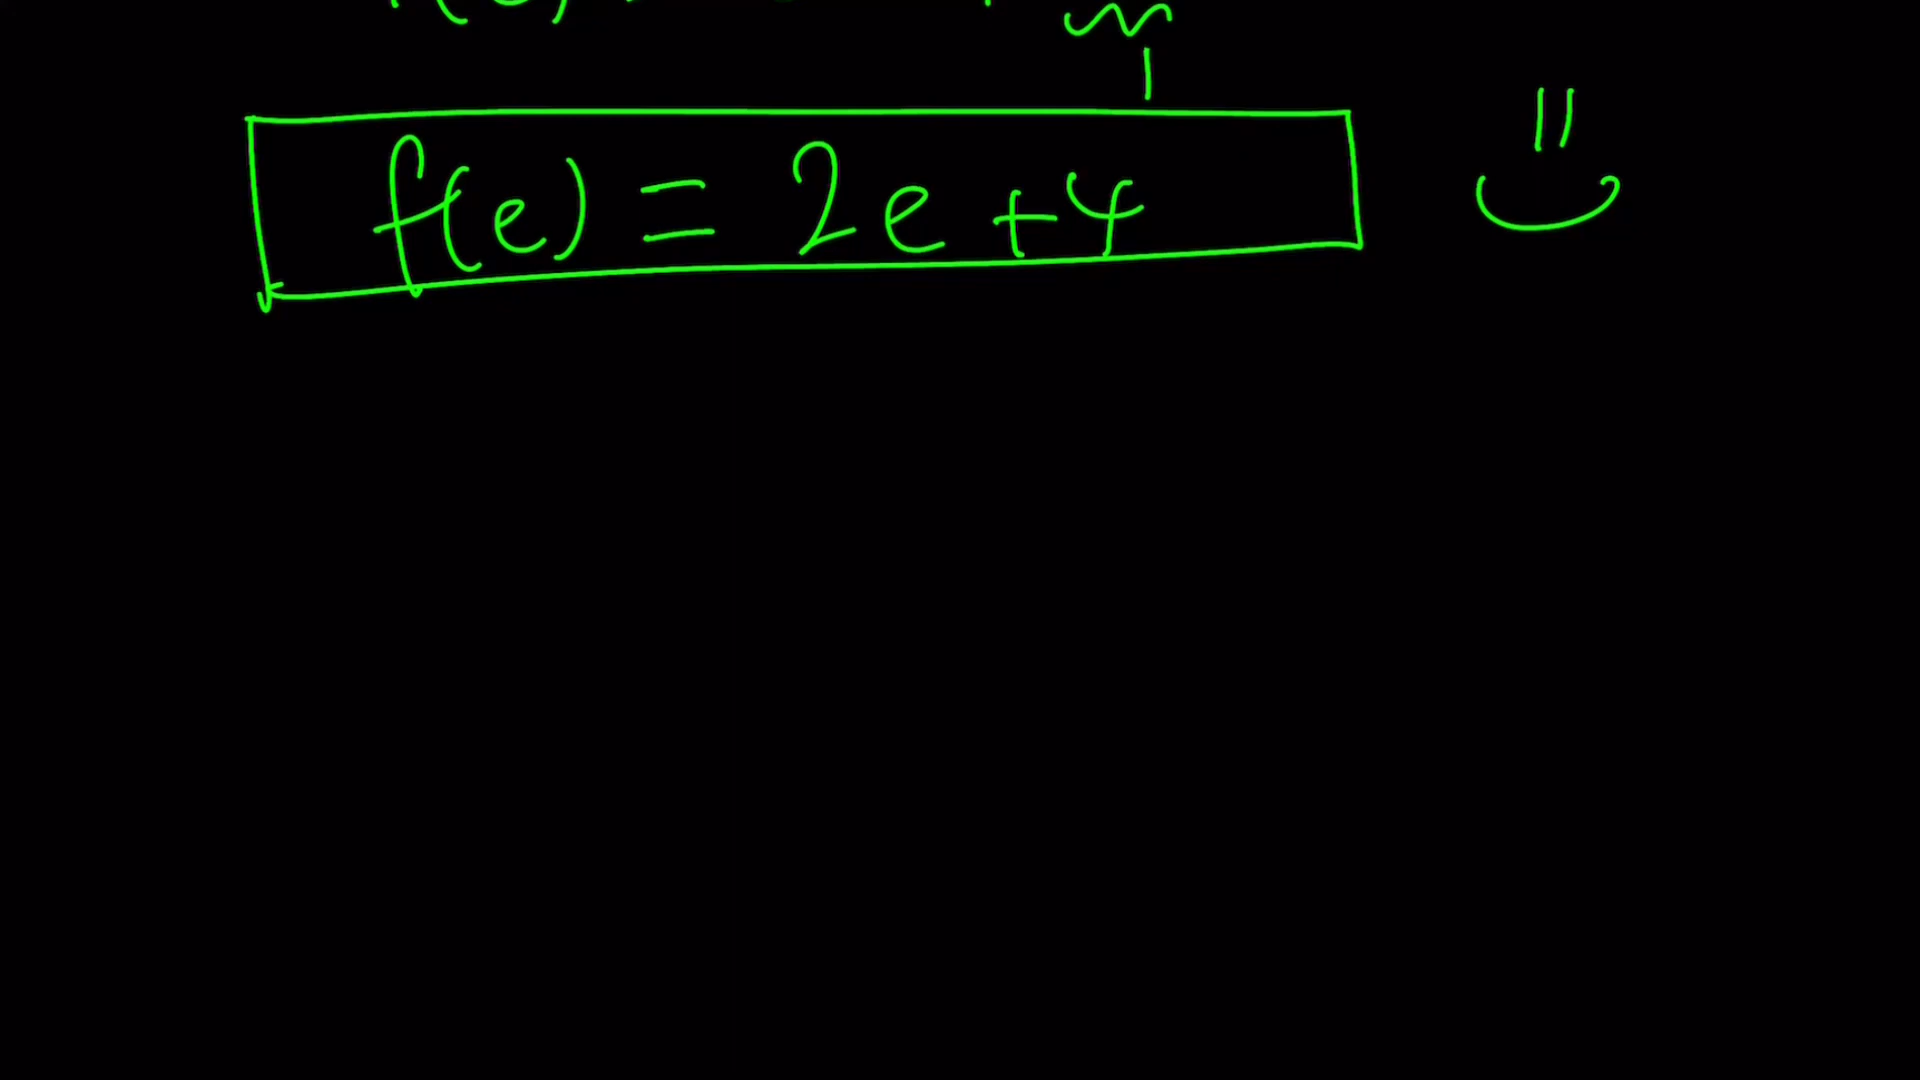 f(e) = 2e + 4